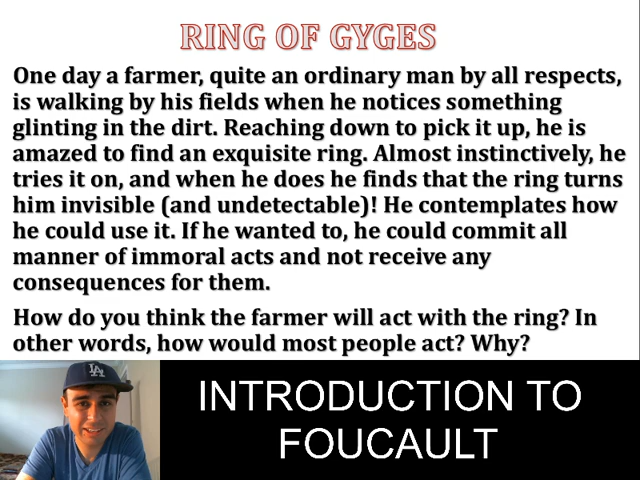 RING OF GYGES
One day a farmer, quite an ordinary man by all respects,
is walking by his fields when he notices something
glinting in the dirt. Reaching down to pick it up, he is
amazed to find an exquisite ring. Almost instinctively, he
tries it on, and when he does he finds that the ring turns
him invisible (and undetectable)! He contemplates how
he could use it. If he wanted to, he could commit all
manner of immoral acts and not receive any
consequences for them.
How do you think the farmer will act with the ring? In
other words, how would most people act? Why?
LA
INTRODUCTION TO
FOUCAULT